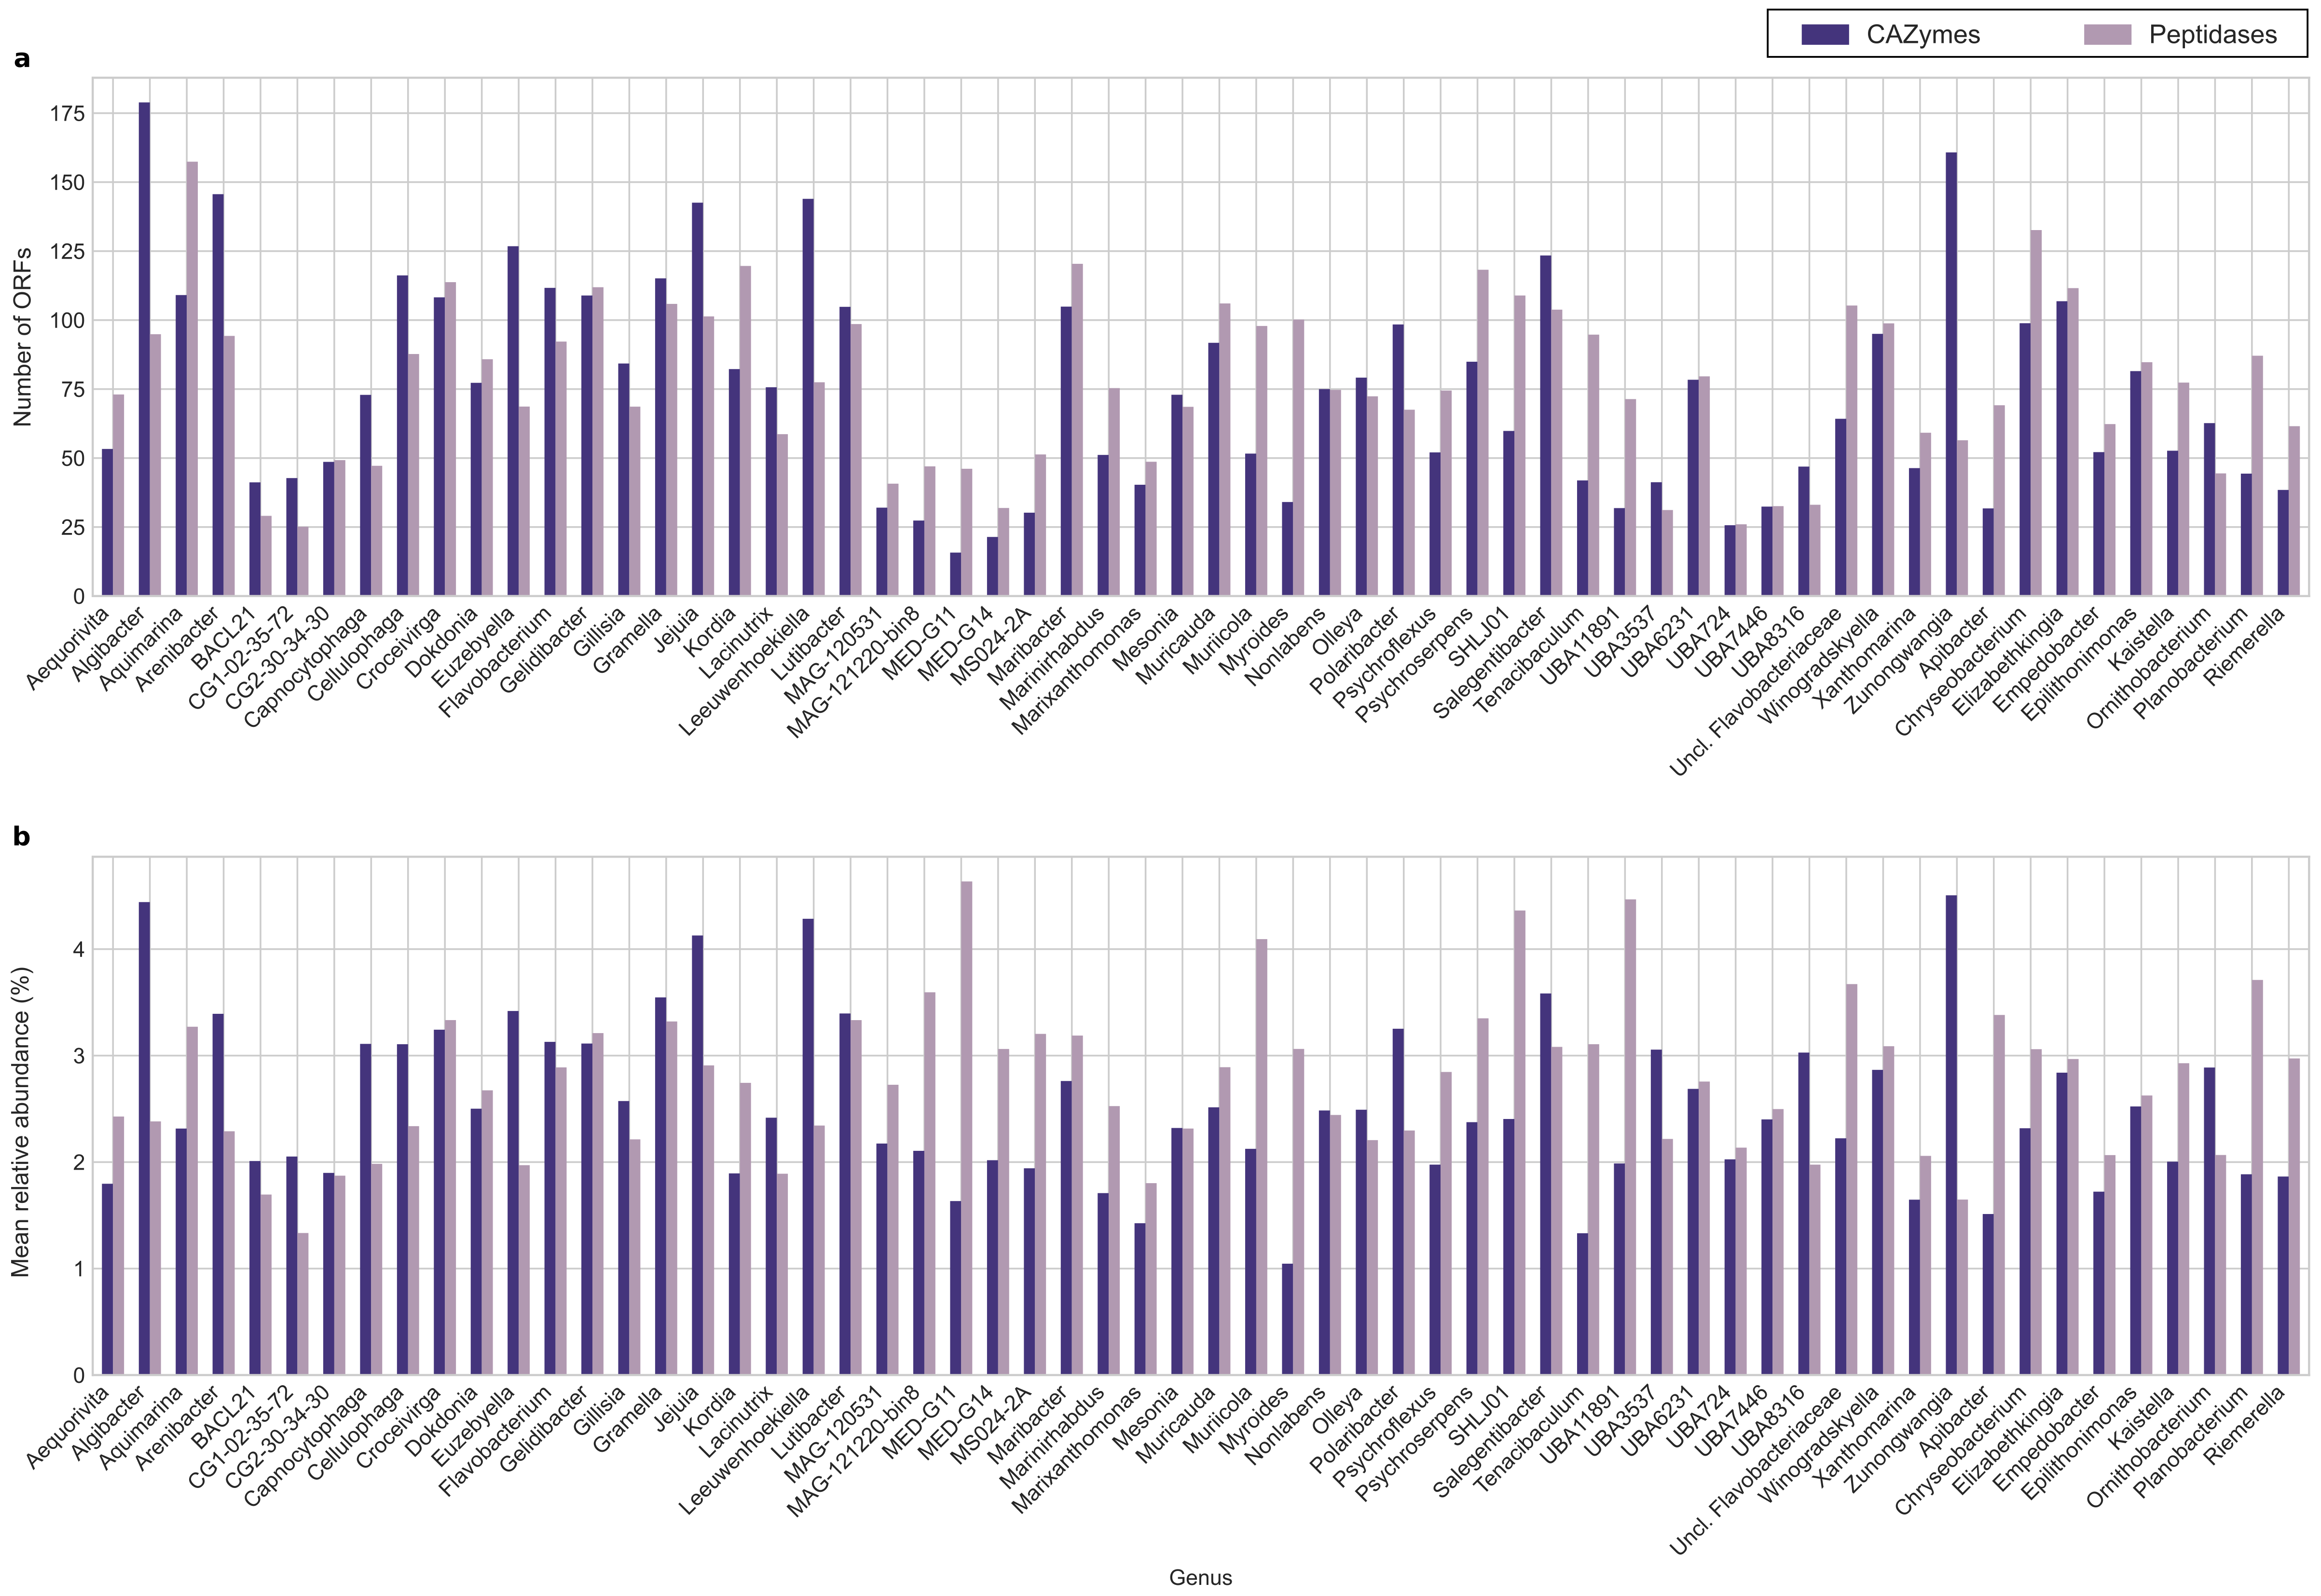 CAZymes Peptidases
a
Number of ORFs
175
150
125
100
75
50
25
0
Aequorivita
Algibacter
Aquimarina
Arenibacter
BACL21
CG1-02-35-72
CG2-30-34-30
Capnocytophaga
Cellulophaga
Croceivirga
Dokdonia
Euzebyella
Flavobacterium
Gelidibacter
Gillisia
Gramella
Jejuia
Kordia
Lacinutrix
Leeuwenhoekiella
Lutibacter
MAG-120531
MAG-121220-bin8
MED-G11
MED-G14
MS024-2A
Maribacter
Marinirhabdus
Marixanthomonas
Mesonia
Muricauda
Muriicola
Myroides
Nonlabens
Olleya
Polaribacter
Psychroflexus
Psychroserpens
SHLJ01
Salegentibacter
Tenacibaculum
UBA11891
UBA3537
UBA6231
UBA724
UBA7446
UBA8316
Uncl. Flavobacteriaceae
Winogradskyella
Xanthomarina
Zunongwangia
Apibacter
Chryseobacterium
Elizabethkingia
Empedobacter
Epilithonimonas
Kaistella
Ornithobacterium
Planobacterium
Riemerella
b
Mean relative abundance (%)
4
3
2
1
0
Aequorivita
Algibacter
Aquimarina
Arenibacter
BACL21
CG1-02-35-72
CG2-30-34-30
Capnocytophaga
Cellulophaga
Croceivirga
Dokdonia
Euzebyella
Flavobacterium
Gelidibacter
Gillisia
Gramella
Jejuia
Kordia
Lacinutrix
Leeuwenhoekiella
Lutibacter
MAG-120531
MAG-121220-bin8
MED-G11
MED-G14
MS024-2A
Maribacter
Marinirhabdus
Marixanthomonas
Mesonia
Muricauda
Muriicola
Myroides
Nonlabens
Olleya
Polaribacter
Psychroflexus
Psychroserpens
SHLJ01
Salegentibacter
Tenacibaculum
UBA11891
UBA3537
UBA6231
UBA724
UBA7446
UBA8316
Uncl. Flavobacteriaceae
Winogradskyella
Xanthomarina
Zunongwangia
Apibacter
Chryseobacterium
Elizabethkingia
Empedobacter
Epilithonimonas
Kaistella
Ornithobacterium
Planobacterium
Riemerella
Genus